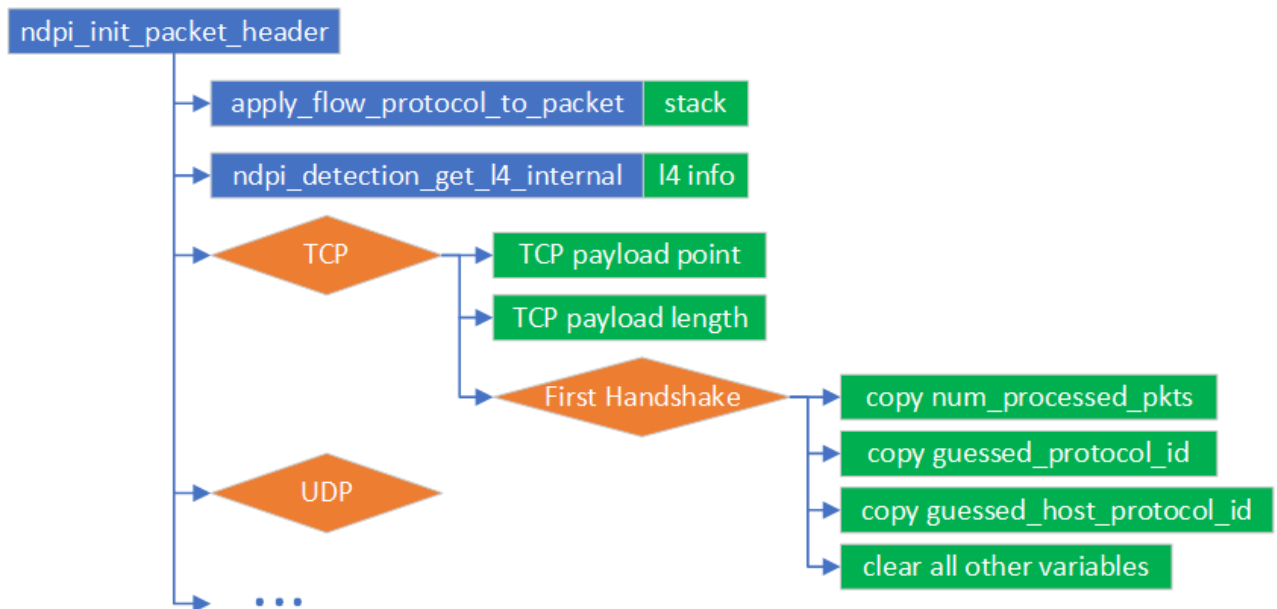 ndpi_init_packet_header
apply_flow_protocol_to_packet stack
ndpi_detection_get_l4_internal l4 info
TCP
TCP payload point
TCP payload length
First Handshake
copy num_processed_pkts
copy guessed_protocol_id
copy guessed_host_protocol_id
clear all other variables
UDP
...